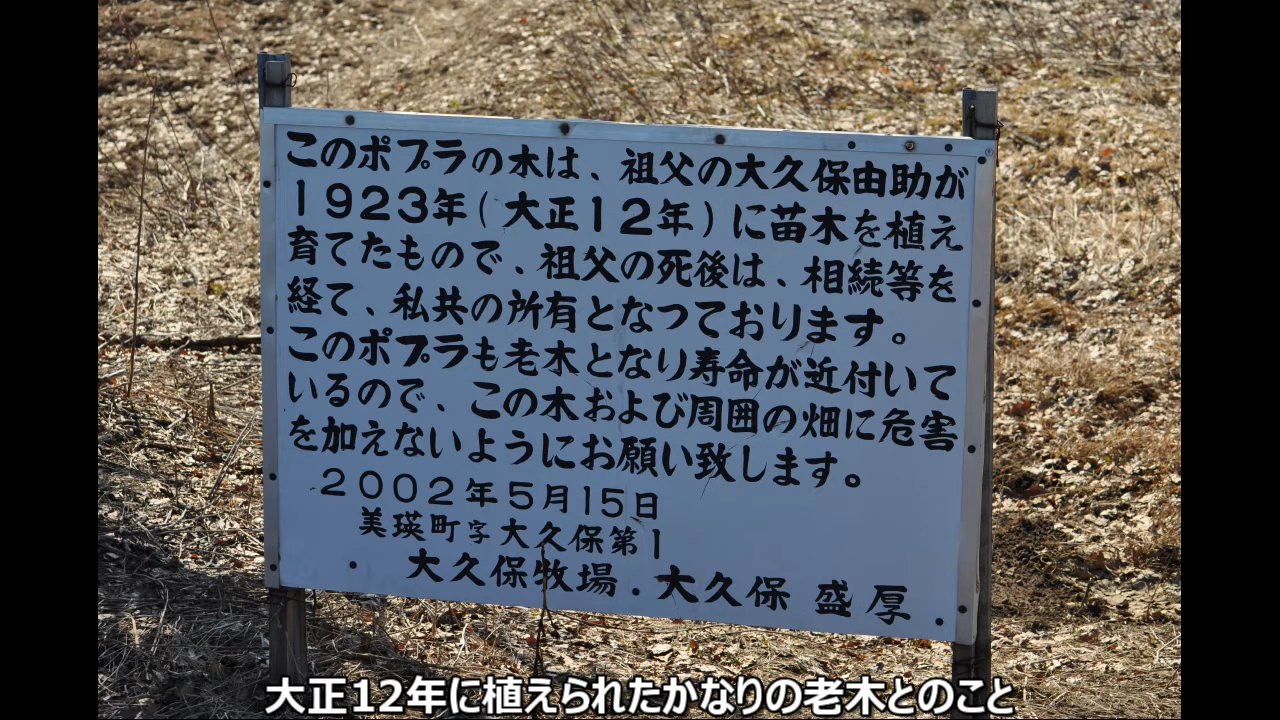 このポプラの木は、祖父の大久保由助が
1923年(大正12年)に苗木を植え
育てたもので、祖父の死後は、相続等を
経て、私共の所有となっております。
このポプラも老木となり寿命が近付いて
いるので、この木および周囲の畑に危害
を加えないようにお願い致します。
2002年5月15日
美瑛町字大久保第1
大久保牧場.大久保 盛厚
大正12年に植えられたかなりの老木とのこと